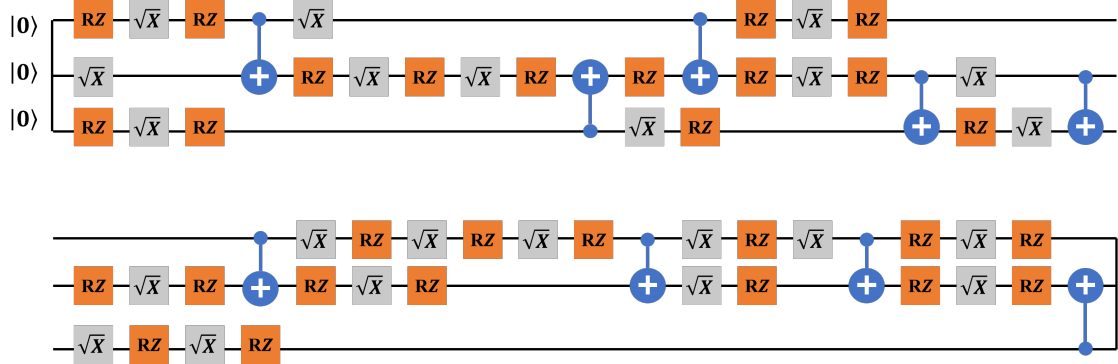 |0⟩ RZ √X RZ √X RZ √X RZ
|0⟩ √X RZ √X RZ √X RZ RZ RZ √X RZ √X
|0⟩ RZ √X RZ √X RZ RZ √X
√X RZ √X RZ √X RZ √X RZ √X RZ √X RZ
RZ √X RZ RZ √X RZ √X RZ RZ √X RZ
√X RZ √X RZ